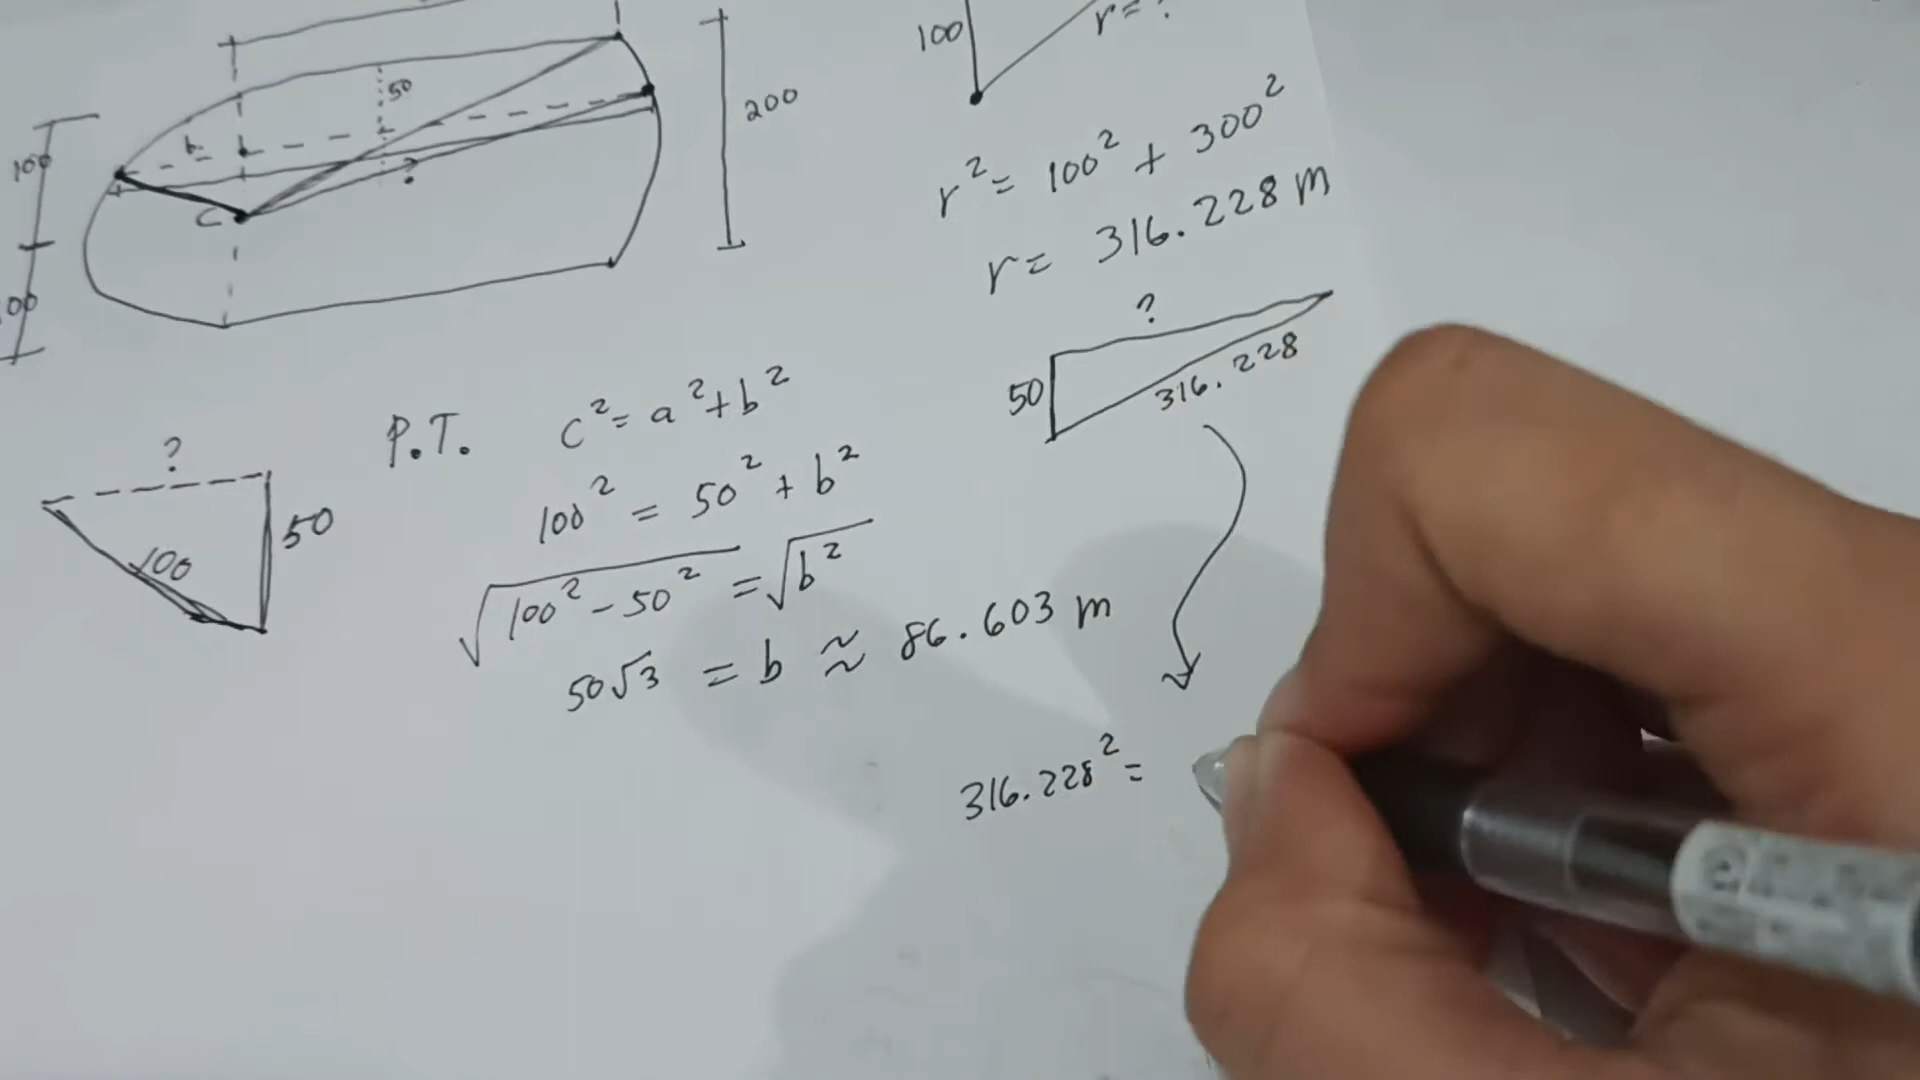 50
200
b
100
?
C
00
100
r = ?
r² = 100² + 300²
r = 316.228 m
?
50
316.228
?
100
50
P.T. c² = a² + b²
100² = 50² + b²
√100² - 50² = √b²
50√3 = b ≈ 86.603 m
316.228² =